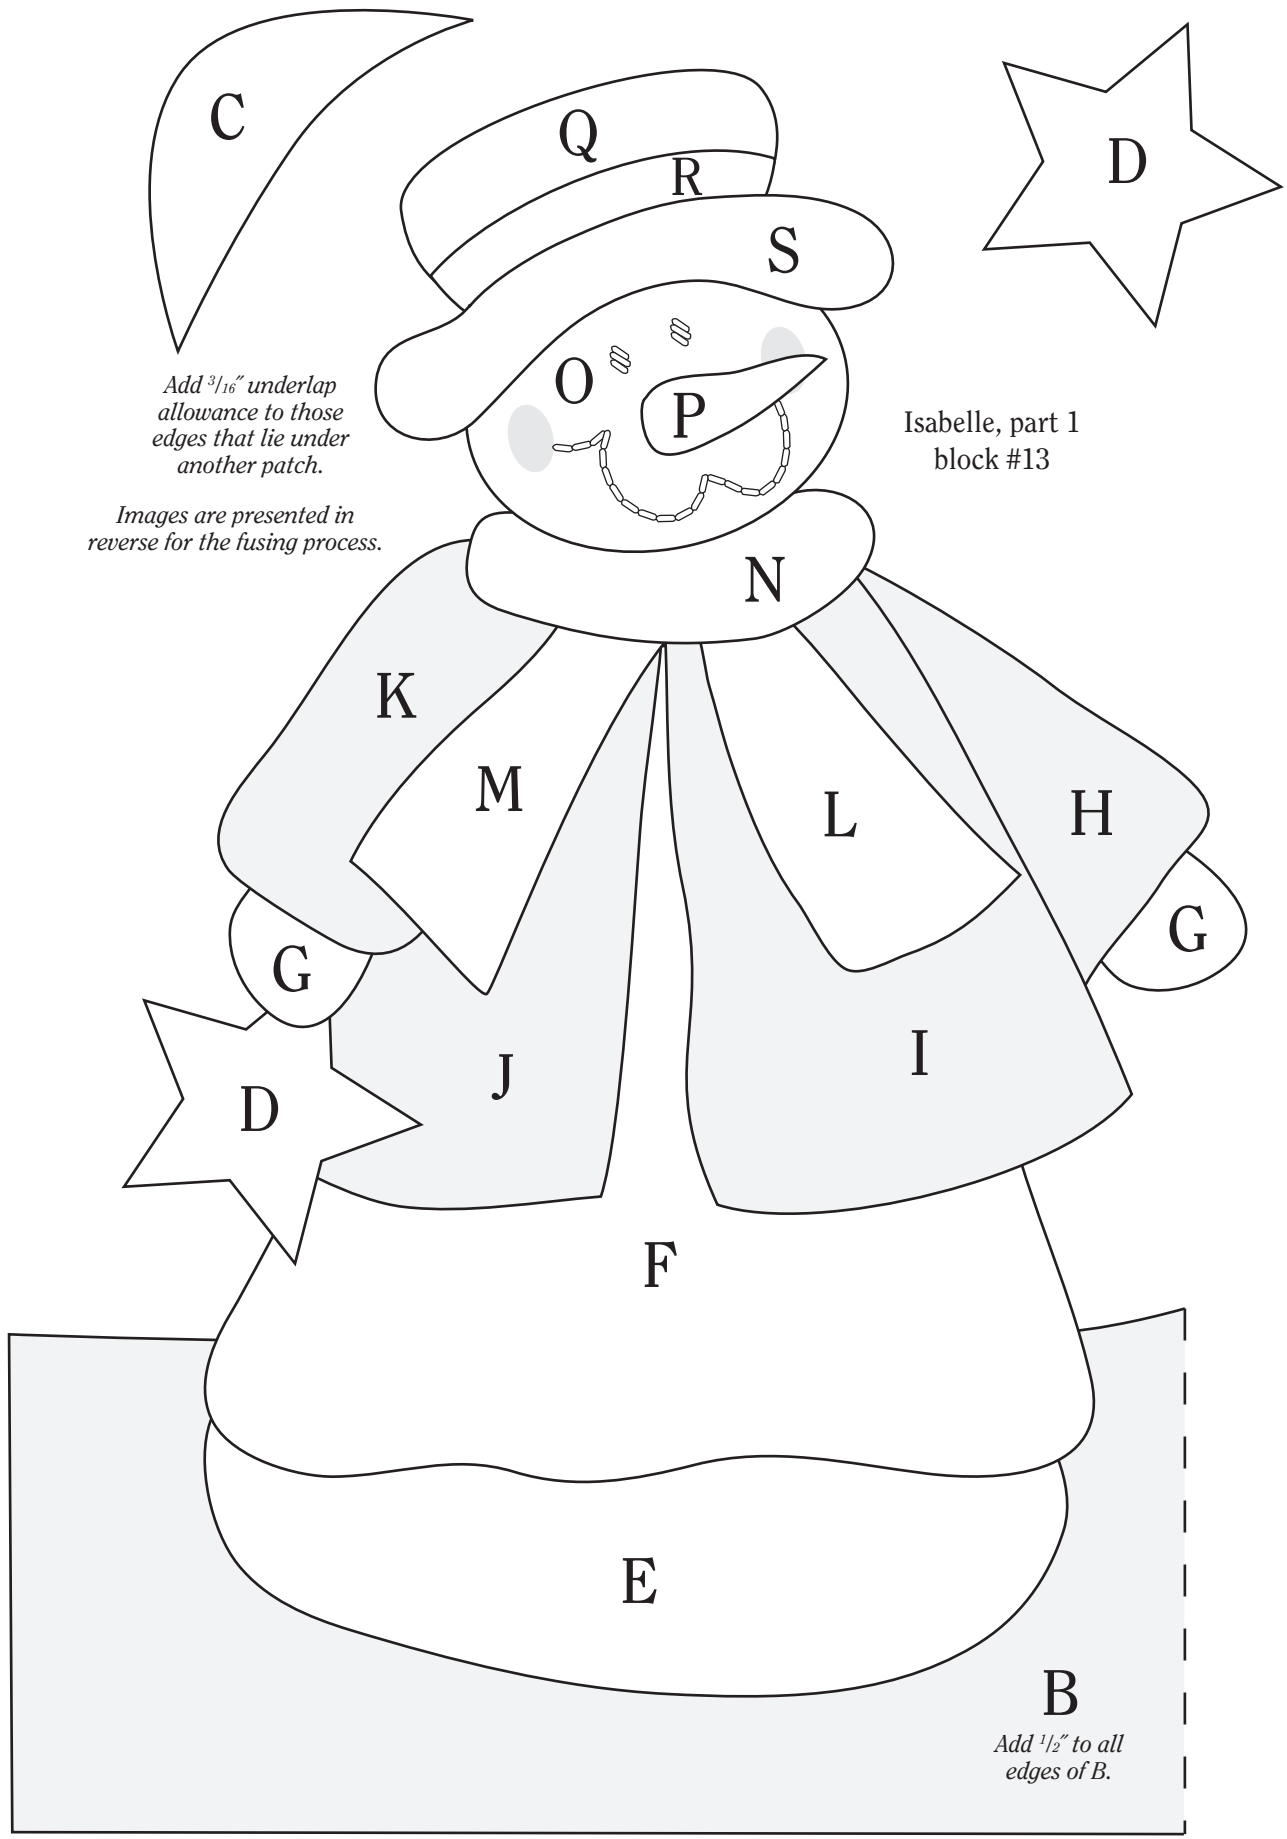 C
Q
R
D
S
O
P
Add 3/16″ underlap
allowance to those
edges that lie under
another patch.
Isabelle, part 1
block #13
Images are presented in
reverse for the fusing process.
N
K
M
L
H
G
G
J
I
D
F
E
B
Add 1/2″ to all
edges of B.